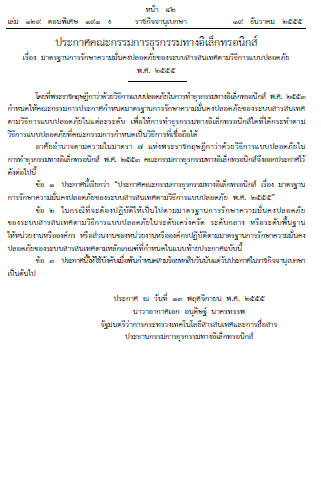 หน้า ๔๒
เล่ม ๑๒๙ ตอนพิเศษ ๑๙๑ ง ราชกิจจานุเบกษา ๑๙ ธันวาคม ๒๕๕๕
ประกาศคณะกรรมการธุรกรรมทางอิเล็กทรอนิกส์
เรื่อง มาตรฐานการรักษาความมั่นคงปลอดภัยของระบบสารสนเทศตามวิธีการแบบปลอดภัย
พ.ศ. ๒๕๕๕
โดยที่พระราชกฤษฎีกาว่าด้วยวิธีการแบบปลอดภัยในการทำธุรกรรมทางอิเล็กทรอนิกส์ พ.ศ. ๒๕๕๓
กำหนดให้คณะกรรมการประกาศกำหนดมาตรฐานการรักษาความมั่นคงปลอดภัยของระบบสารสนเทศ
ตามวิธีการแบบปลอดภัยในแต่ละระดับ เพื่อให้การทำธุรกรรมทางอิเล็กทรอนิกส์ใดที่ได้กระทำตาม
วิธีการแบบปลอดภัยที่คณะกรรมการกำหนดเป็นวิธีการที่เชื่อถือได้
อาศัยอำนาจตามความในมาตรา ๗ แห่งพระราชกฤษฎีกาว่าด้วยวิธีการแบบปลอดภัยใน
การทำธุรกรรมทางอิเล็กทรอนิกส์ พ.ศ. ๒๕๕๓ คณะกรรมการธุรกรรมทางอิเล็กทรอนิกส์จึงออกประกาศไว้
ดังต่อไปนี้
ข้อ ๑ ประกาศนี้เรียกว่า “ประกาศคณะกรรมการธุรกรรมทางอิเล็กทรอนิกส์ เรื่อง มาตรฐาน
การรักษาความมั่นคงปลอดภัยของระบบสารสนเทศตามวิธีการแบบปลอดภัย พ.ศ. ๒๕๕๕”
ข้อ ๒ ในกรณีที่จะต้องปฏิบัติให้เป็นไปตามมาตรฐานการรักษาความมั่นคงปลอดภัย
ของระบบสารสนเทศตามวิธีการแบบปลอดภัยในระดับเคร่งครัด ระดับกลาง หรือระดับพื้นฐาน
ให้หน่วยงานหรือองค์กร หรือส่วนงานของหน่วยงานหรือองค์กรปฏิบัติตามมาตรฐานการรักษาความมั่นคง
ปลอดภัยของระบบสารสนเทศตามหลักเกณฑ์ที่กำหนดในแนบท้ายประกาศฉบับนี้
ข้อ ๓ ประกาศนี้ให้ใช้บังคับเมื่อพ้นกำหนดสามร้อยหกสิบวันนับแต่วันประกาศในราชกิจจานุเบกษา
เป็นต้นไป
ประกาศ ณ วันที่ ๑๓ พฤศจิกายน พ.ศ. ๒๕๕๕
นาวาอากาศเอก อนุดิษฐ์ นาครทรรพ
รัฐมนตรีว่าการกระทรวงเทคโนโลยีสารสนเทศและการสื่อสาร
ประธานกรรมการธุรกรรมทางอิเล็กทรอนิกส์